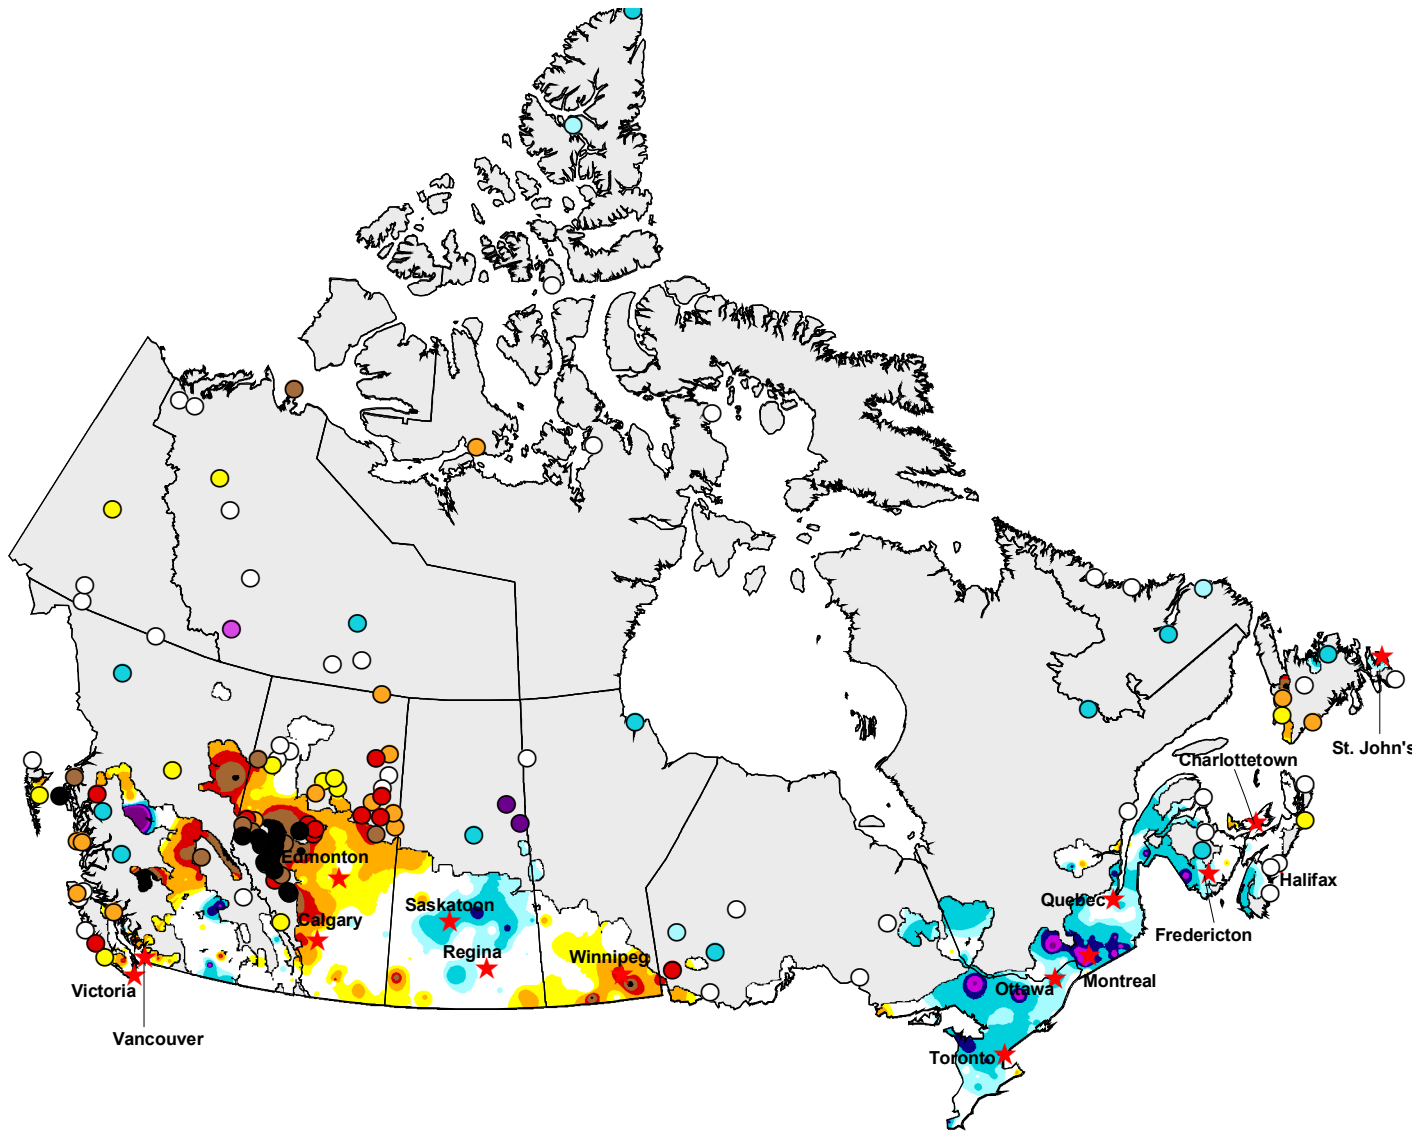 St. John's
Charlottetown
Edmonton
Halifax
Quebec
Saskatoon
Calgary
Fredericton
Regina
Winnipeg
Montreal
Ottawa
Victoria
Vancouver
Toronto